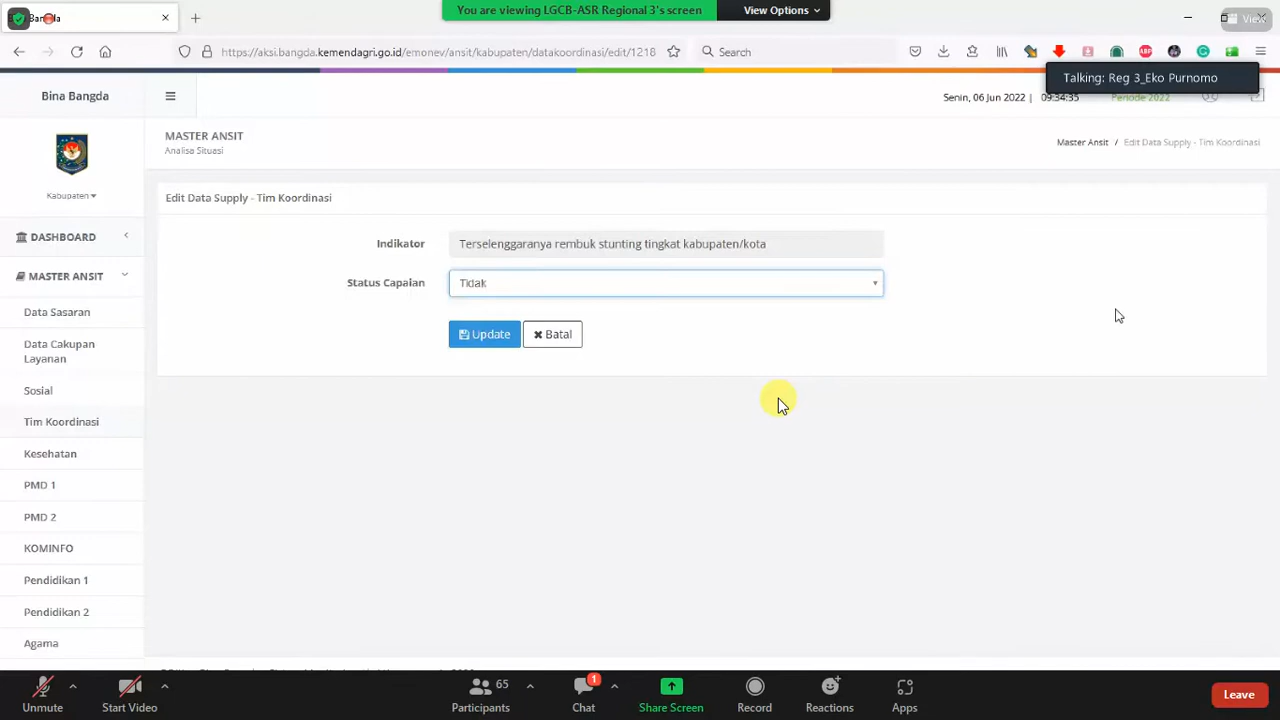 You are viewing LGCB-ASR Regional 3's screen
View Options
View
https://aksi.bangda.kemendagri.go.id/emonev/ansit/kabupaten/datakoordinasi/edit/1218
Search
Talking: Reg 3_Eko Purnomo
Bina Bangda
Senin, 06 Jun 2022 | 09:34:35
Periode 2022
MASTER ANSIT
Analisa Situasi
Master Ansit / Edit Data Supply - Tim Koordinasi
Kabupaten
Edit Data Supply - Tim Koordinasi
DASHBOARD
Indikator
Terselenggaranya rembuk stunting tingkat kabupaten/kota
MASTER ANSIT
Status Capaian
Tidak
Data Sasaran
Update
Batal
Data Cakupan
Layanan
Sosial
Tim Koordinasi
Kesehatan
PMD 1
PMD 2
KOMINFO
Pendidikan 1
Pendidikan 2
Agama
Unmute
Start Video
65
Participants
1
Chat
Share Screen
Record
Reactions
Apps
Leave